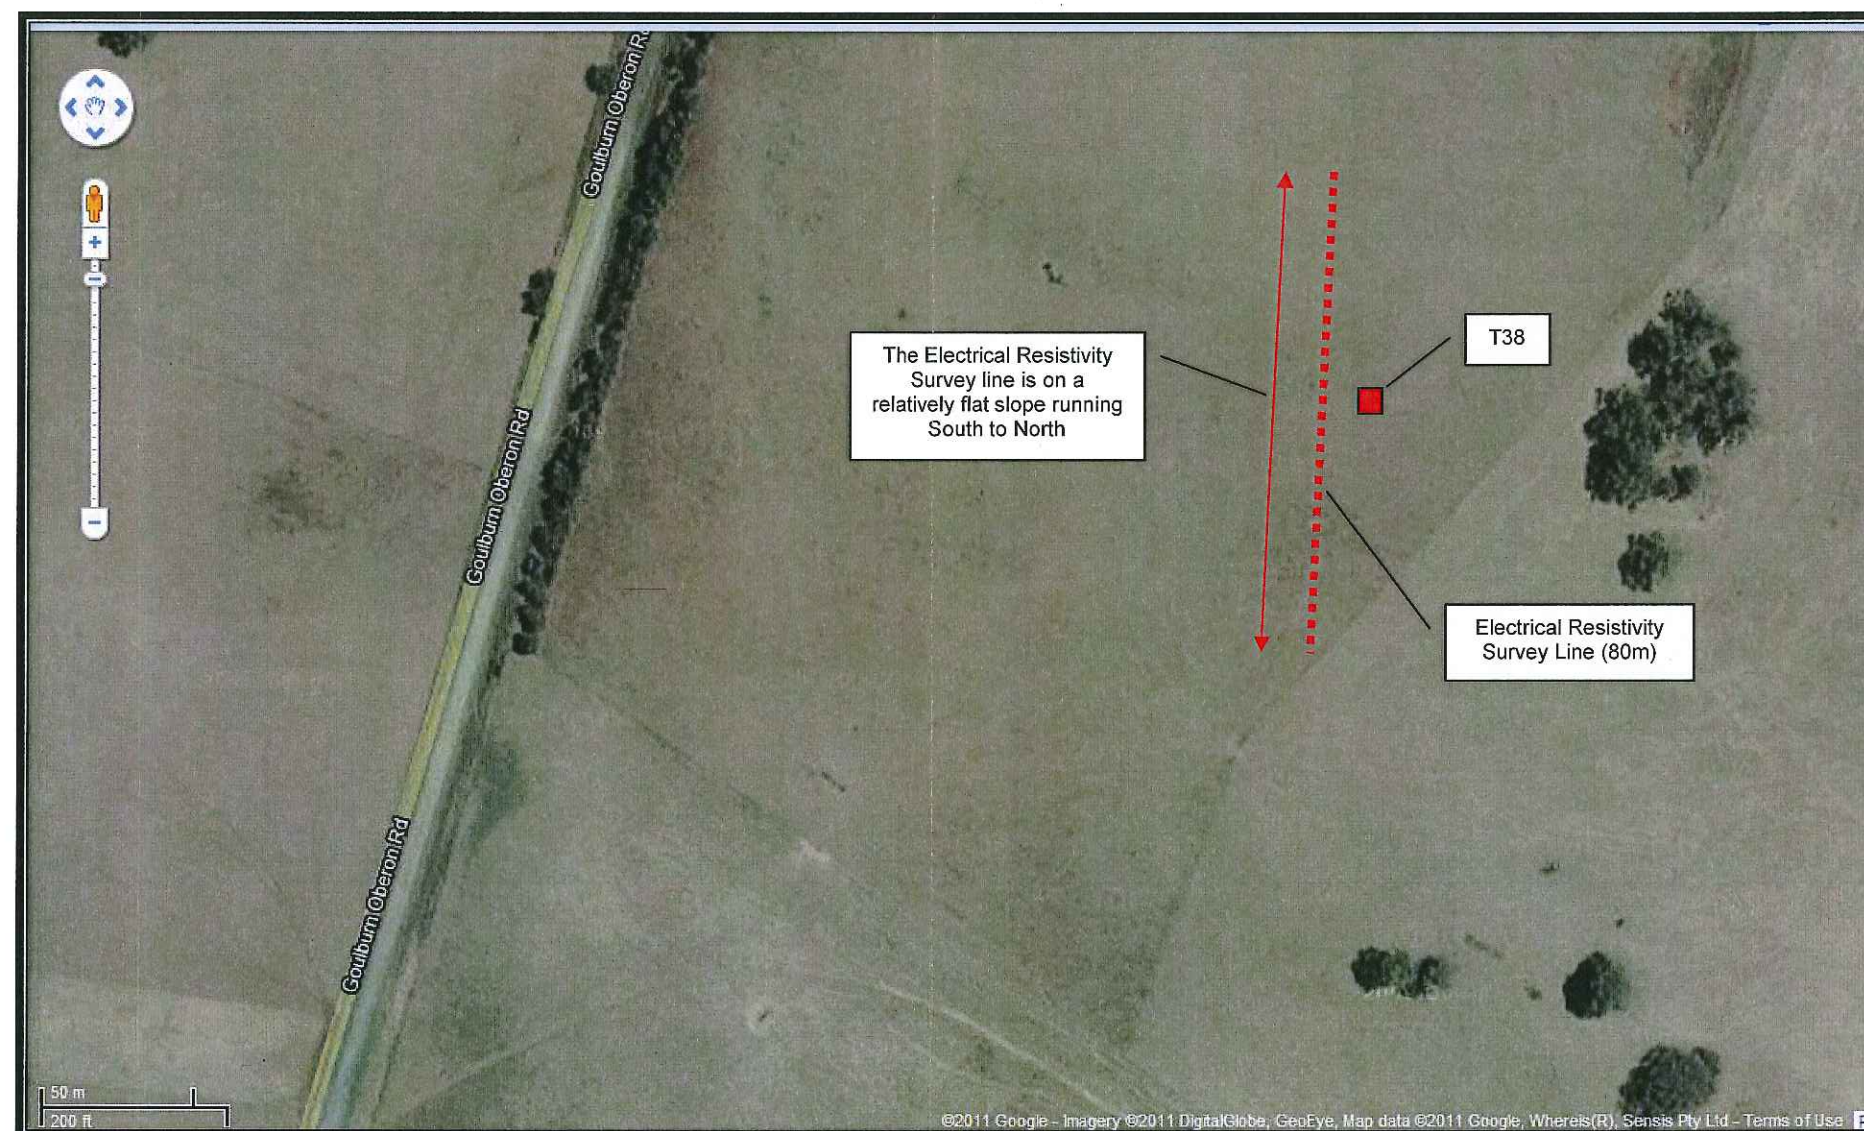 Goulburn Oberon Rd
T38
The Electrical Resistivity
Survey line is on a
relatively flat slope running
South to North
Goulburn Oberon Rd
Electrical Resistivity
Survey Line (80m)
Goulburn Oberon Rd
50 m
200 ft
©2011 Google - Imagery ©2011 DigitalGlobe, GeoEye, Map data ©2011 Google, Whereis(R), Sensis Pty Ltd - Terms of Use